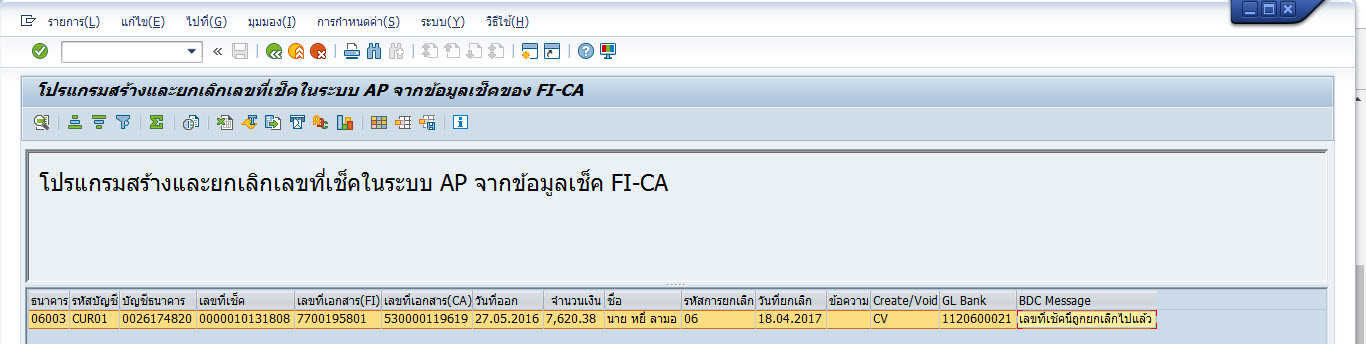 รายการ(L) แก้ไข(E) ไปที่(G) มุมมอง(I) การกำหนดค่า(S) ระบบ(Y) วิธีใช้(H)
โปรแกรมสร้างและยกเลิกเลขที่เช็คในระบบ AP จากข้อมูลเช็คของ FI-CA
โปรแกรมสร้างและยกเลิกเลขที่เช็คในระบบ AP จากข้อมูลเช็ค FI-CA
ธนาคาร รหัสบัญชี บัญชีธนาคาร เลขที่เช็ค เลขที่เอกสาร(FI) เลขที่เอกสาร(CA) วันที่ออก จำนวนเงิน ชื่อ รหัสการยกเลิก วันที่ยกเลิก ข้อความ Create/Void GL Bank BDC Message
06003 CUR01 0026174820 0000010131808 7700195801 530000119619 27.05.2016 7,620.38 นาย หยี่ ลามอ 06 18.04.2017 CV 1120600021 เลขที่เช็คนี้ถูกยกเลิกไปแล้ว